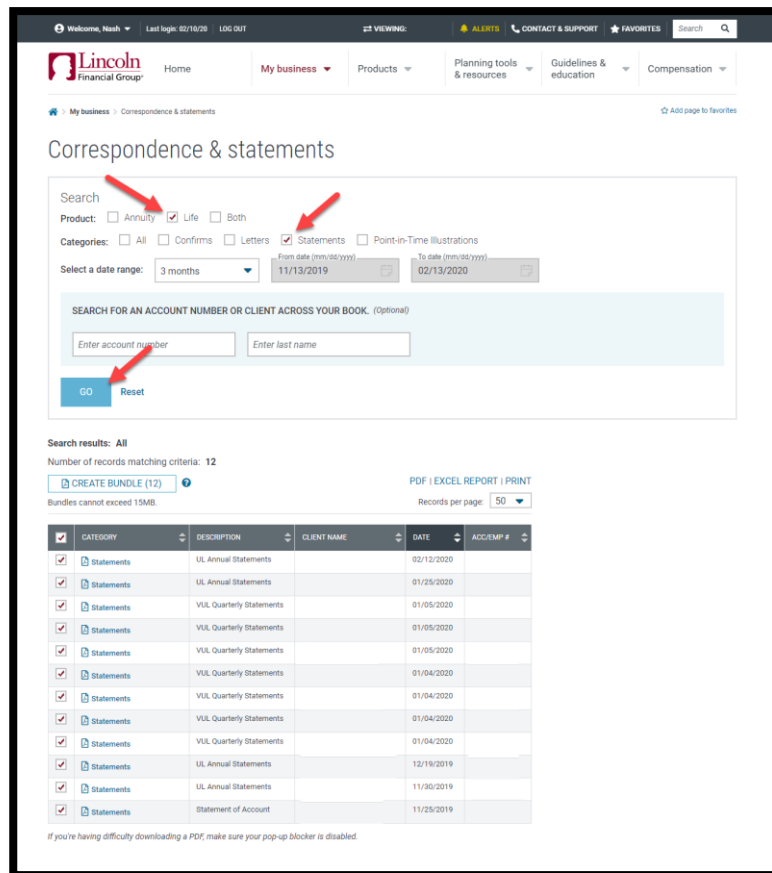 Welcome, Nash Last login: 02/10/20 LOG OUT VIEWING: ALERTS CONTACT & SUPPORT FAVORITES Search
Lincoln
Financial Group®
Home My business Products Planning tools & resources Guidelines & education Compensation
My business > Correspondence & statements Add page to favorites
Correspondence & statements
Search
Product: Annuity Life Both
Categories: All Confirms Letters Statements Point-in-Time Illustrations
Select a date range: 3 months From date (mm/dd/yyyy) 11/13/2019 To date (mm/dd/yyyy) 02/13/2020
SEARCH FOR AN ACCOUNT NUMBER OR CLIENT ACROSS YOUR BOOK. (Optional)
Enter account number Enter last name
GO Reset
Search results: All
Number of records matching criteria: 12
CREATE BUNDLE (12) ? PDF | EXCEL REPORT | PRINT
Bundles cannot exceed 15MB. Records per page: 50
CATEGORY DESCRIPTION CLIENT NAME DATE ACC/EMP #
Statements UL Annual Statements 02/12/2020
Statements UL Annual Statements 01/25/2020
Statements VUL Quarterly Statements 01/05/2020
Statements VUL Quarterly Statements 01/05/2020
Statements VUL Quarterly Statements 01/05/2020
Statements VUL Quarterly Statements 01/04/2020
Statements VUL Quarterly Statements 01/04/2020
Statements VUL Quarterly Statements 01/04/2020
Statements VUL Quarterly Statements 01/04/2020
Statements UL Annual Statements 12/19/2019
Statements UL Annual Statements 11/30/2019
Statements Statement of Account 11/25/2019
If you're having difficulty downloading a PDF, make sure your pop-up blocker is disabled.